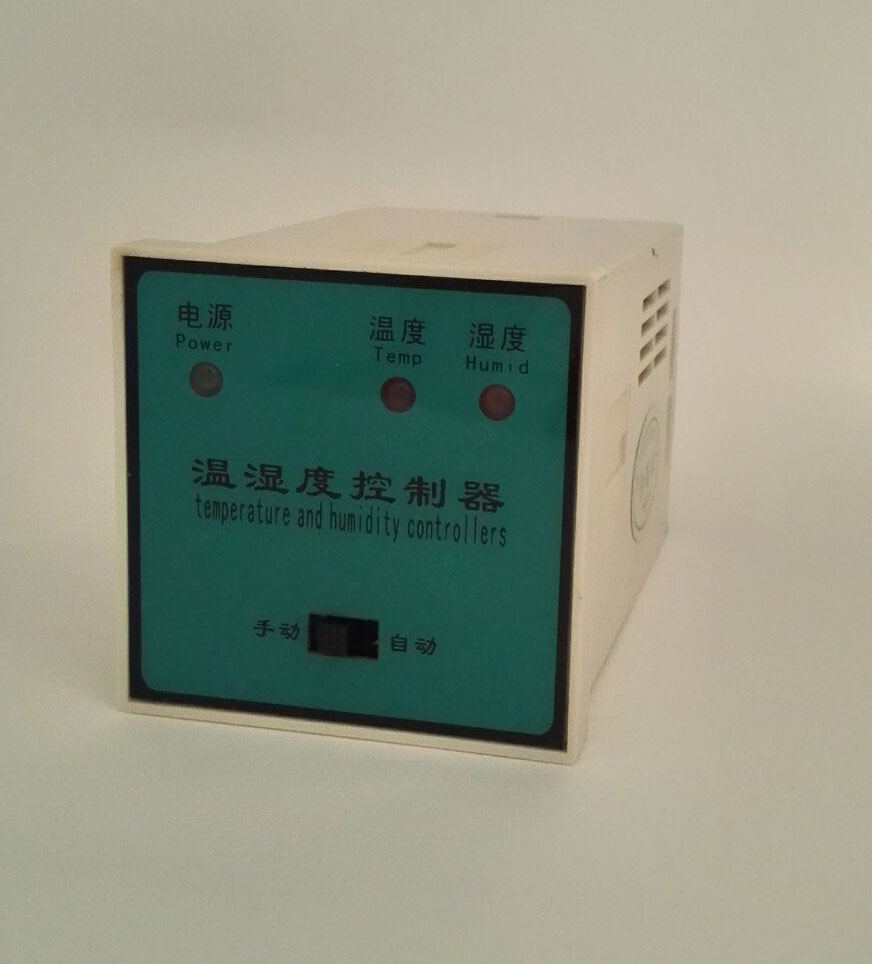 电源 温度 湿度
Power Temp Humid
温湿度控制器
temperature and humidity controllers
手动 自动